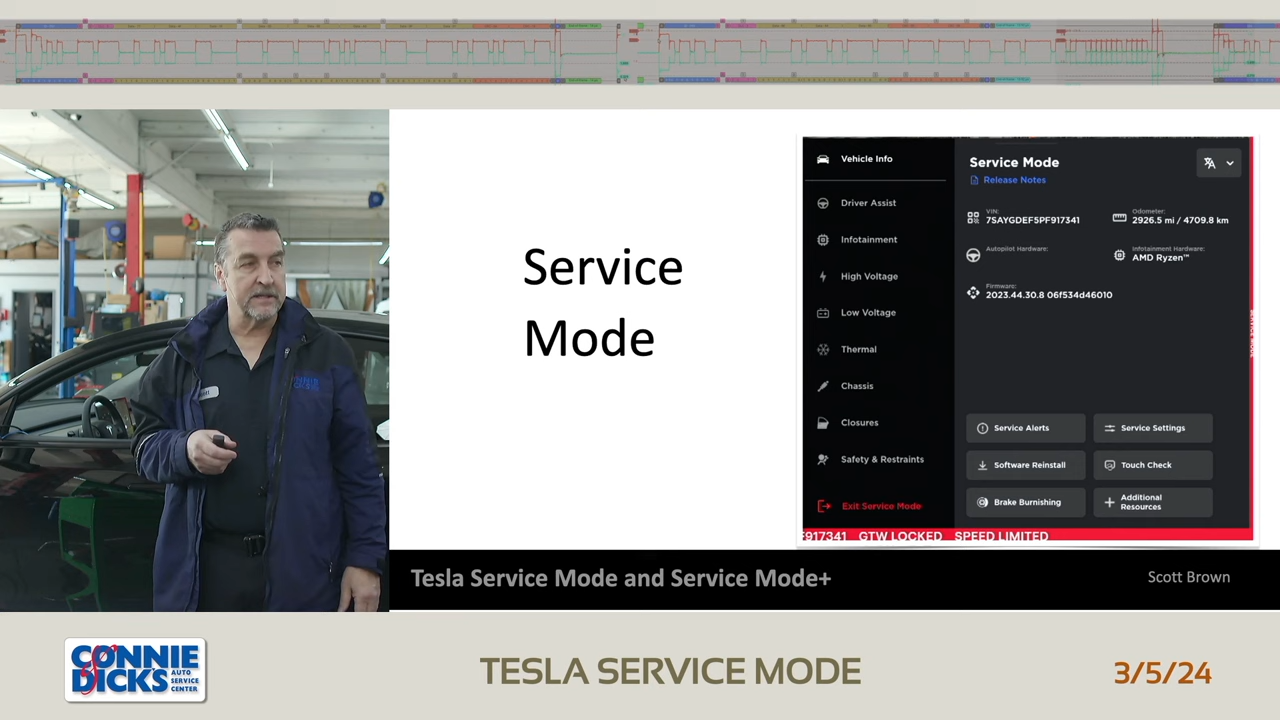 Service
Mode
Vehicle Info
Driver Assist
Infotainment
High Voltage
Low Voltage
Thermal
Chassis
Closures
Safety & Restraints
Exit Service Mode
Service Mode
Release Notes
VIN:
7SAYGDEF5PF917341
Odometer:
2926.5 mi / 4709.8 km
Autopilot Hardware:
Infotainment Hardware:
AMD Ryzen™
Firmware:
2023.44.30.8 06f534d46010
Service Alerts
Service Settings
Software Reinstall
Touch Check
Brake Burnishing
Additional
Resources
F917341 GTW LOCKED SPEED LIMITED
Tesla Service Mode and Service Mode+
Scott Brown
CONNIE
&
DICK'S
AUTO
SERVICE
CENTER
TESLA SERVICE MODE
3/5/24